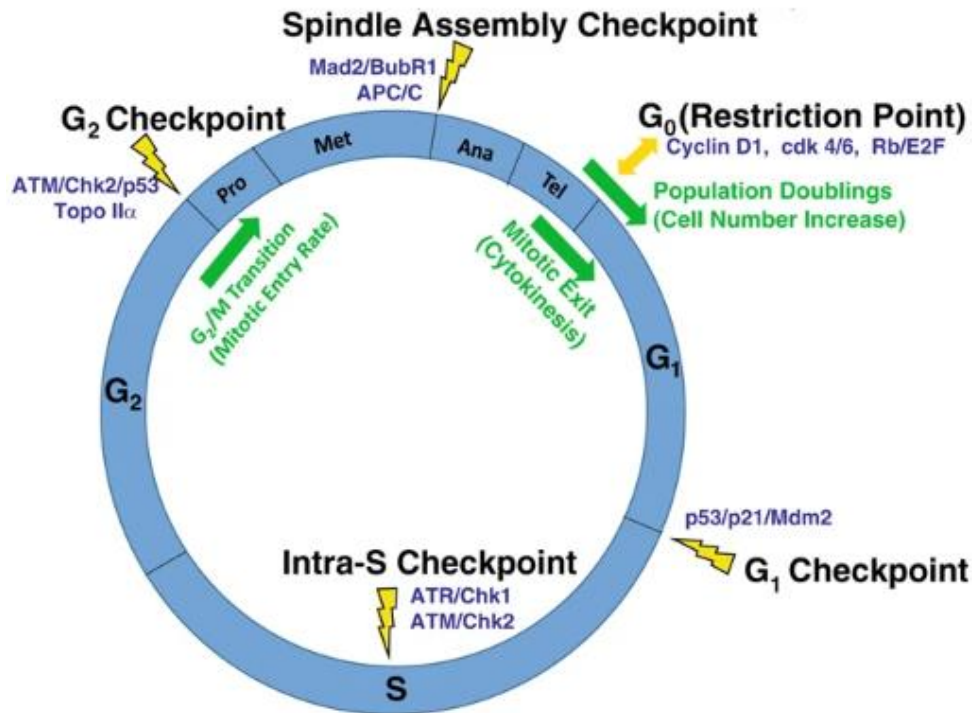 Spindle Assembly Checkpoint
Mad2/BubR1
APC/C
G₂ Checkpoint
ATM/Chk2/p53
Topo IIα
G₀(Restriction Point)
Cyclin D1, cdk 4/6, Rb/E2F
Population Doublings
(Cell Number Increase)
Pro
Met
Ana
Tel
G₂/M Transition
(Mitotic Entry Rate)
Mitotic Exit
(Cytokinesis)
G₂
G₁
p53/p21/Mdm2
G₁ Checkpoint
Intra-S Checkpoint
ATR/Chk1
ATM/Chk2
S